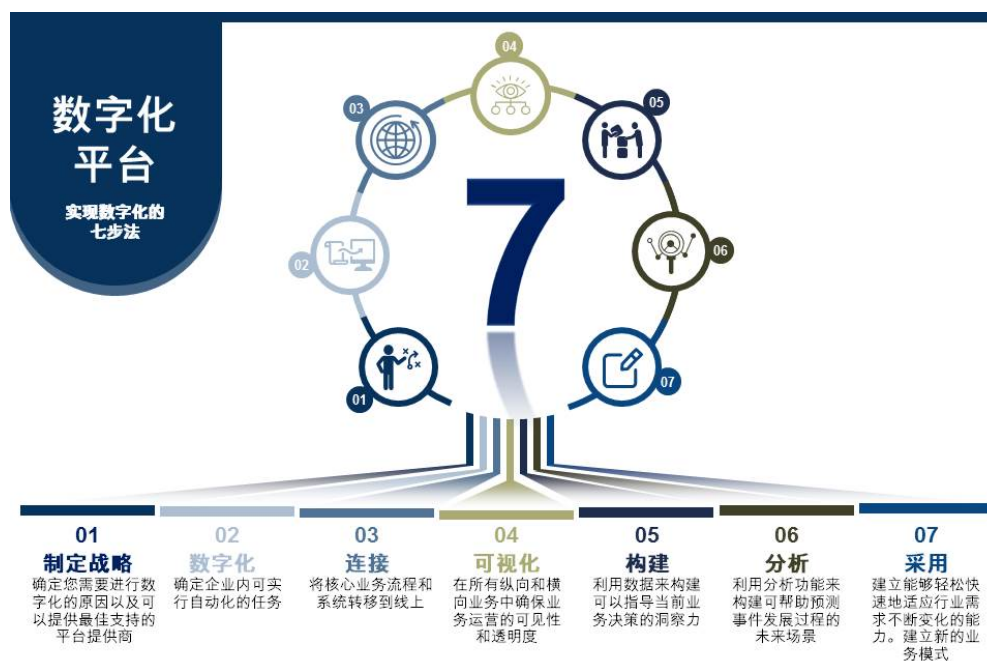 数字化
平台
实现数字化的
七步法
04
03
05
02
06
01
07
7
01
制定战略
确定您需要进行数
字化的原因以及可
以提供最佳支持的
平台提供商
02
数字化
确定企业内可实
行自动化的任务
03
连接
将核心业务流程和
系统转移到线上
04
可视化
在所有纵向和横
向业务中确保业
务运营的可见性
和透明度
05
构建
利用数据来构建
可以指导当前业
务决策的洞察力
06
分析
利用分析功能来
构建可帮助预测
事件发展过程的
未来场景
07
采用
建立能够轻松快
速地适应行业需
求不断变化的能
力。建立新的业
务模式